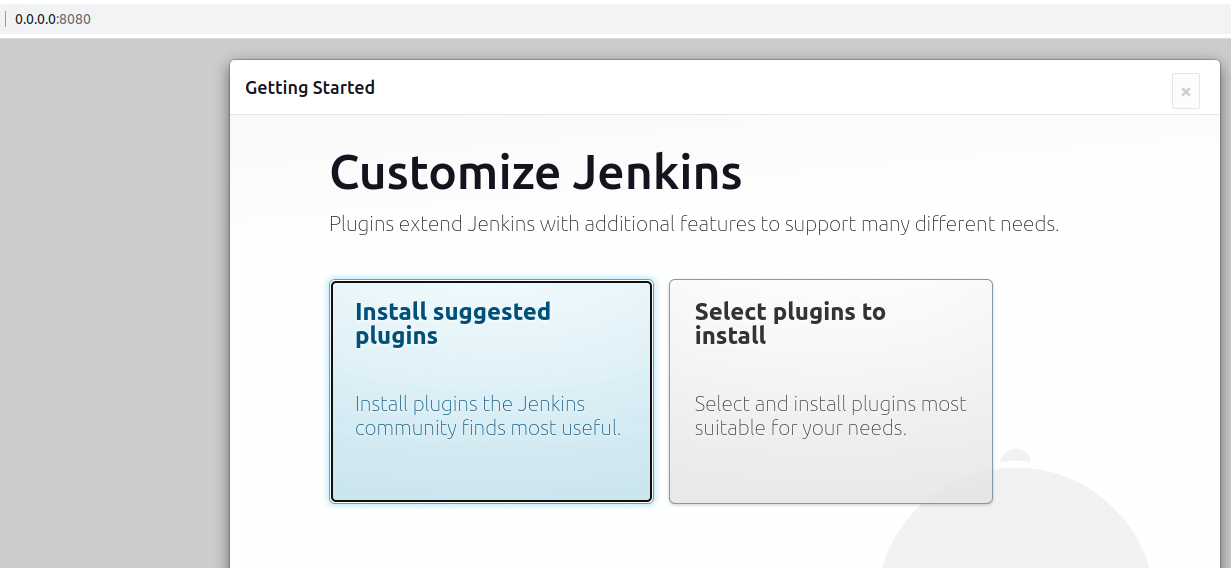 0.0.0.0:8080
Getting Started
×
Customize Jenkins
Plugins extend Jenkins with additional features to support many different needs.
Install suggested
plugins
Install plugins the Jenkins
community finds most useful.
Select plugins to
install
Select and install plugins most
suitable for your needs.